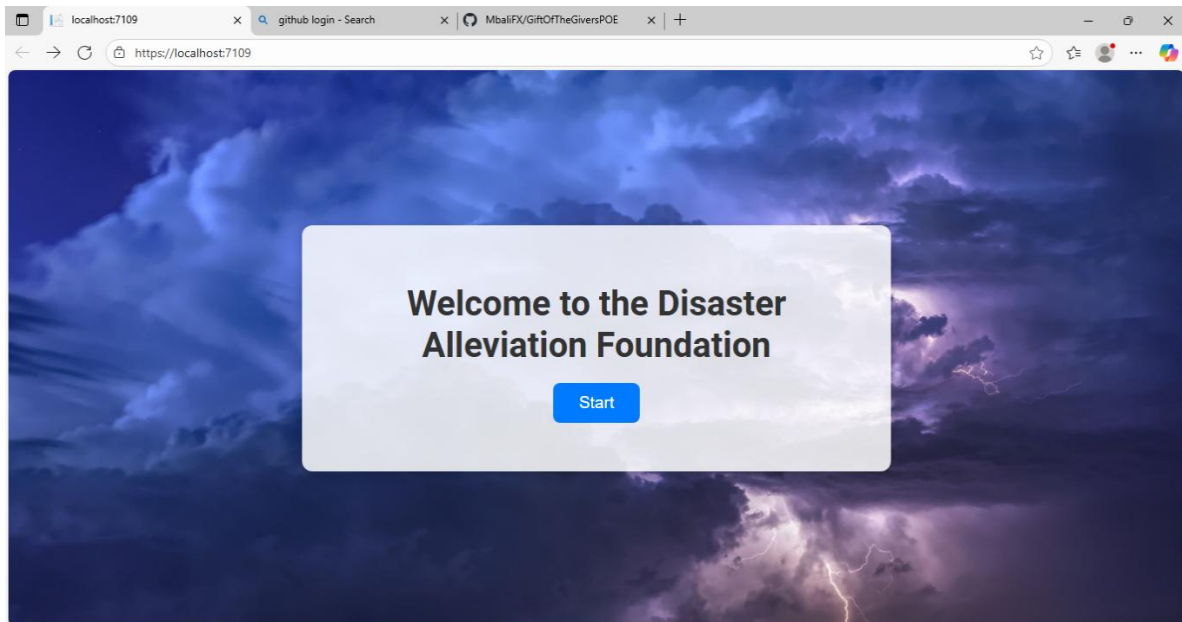 localhost:7109
github login - Search
MbaliFX/GiftOfTheGiversPOE
https://localhost:7109
Welcome to the Disaster
Alleviation Foundation
Start